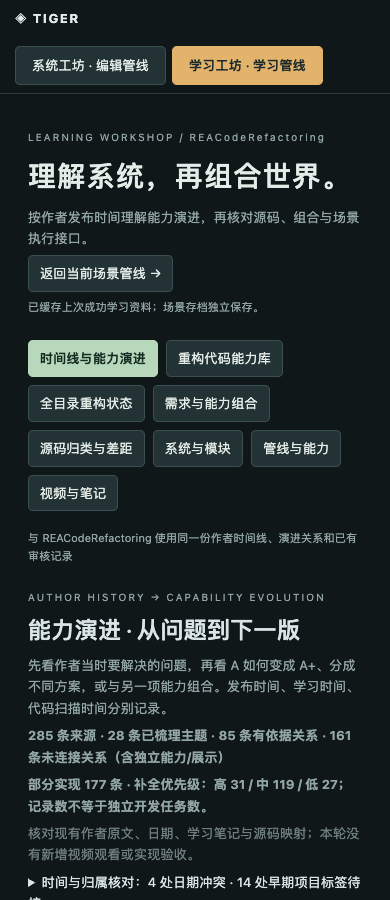 ◈ TIGER
系统工坊 · 编辑管线
学习工坊 · 学习管线
LEARNING WORKSHOP / REACodeRefactoring
理解系统，再组合世界。
按作者发布时间理解能力演进，再核对源码、组合与场景
执行接口。
返回当前场景管线 →
已缓存上次成功学习资料；场景存档独立保存。
时间线与能力演进
重构代码能力库
全目录重构状态
需求与能力组合
源码归类与差距
系统与模块
管线与能力
视频与笔记
与 REACodeRefactoring 使用同一份作者时间线、演进关系和已有
审核记录
AUTHOR HISTORY → CAPABILITY EVOLUTION
能力演进 · 从问题到下一版
先看作者当时要解决的问题，再看 A 如何变成 A+、分成
不同方案，或与另一项能力组合。发布时间、学习时间、
代码扫描时间分别记录。
285 条来源 · 28 条已梳理主题 · 85 条有依据关系 · 161
条未连接关系（含独立能力/展示）
部分实现 177 条 · 补全优先级：高 31 / 中 119 / 低 27；
记录数不等于独立开发任务数。
核对现有作者原文、日期、学习笔记与源码映射；本轮没
有新增视频观看或实现验收。
▶ 时间与归属核对：4 处日期冲突 · 14 处早期项目标签待